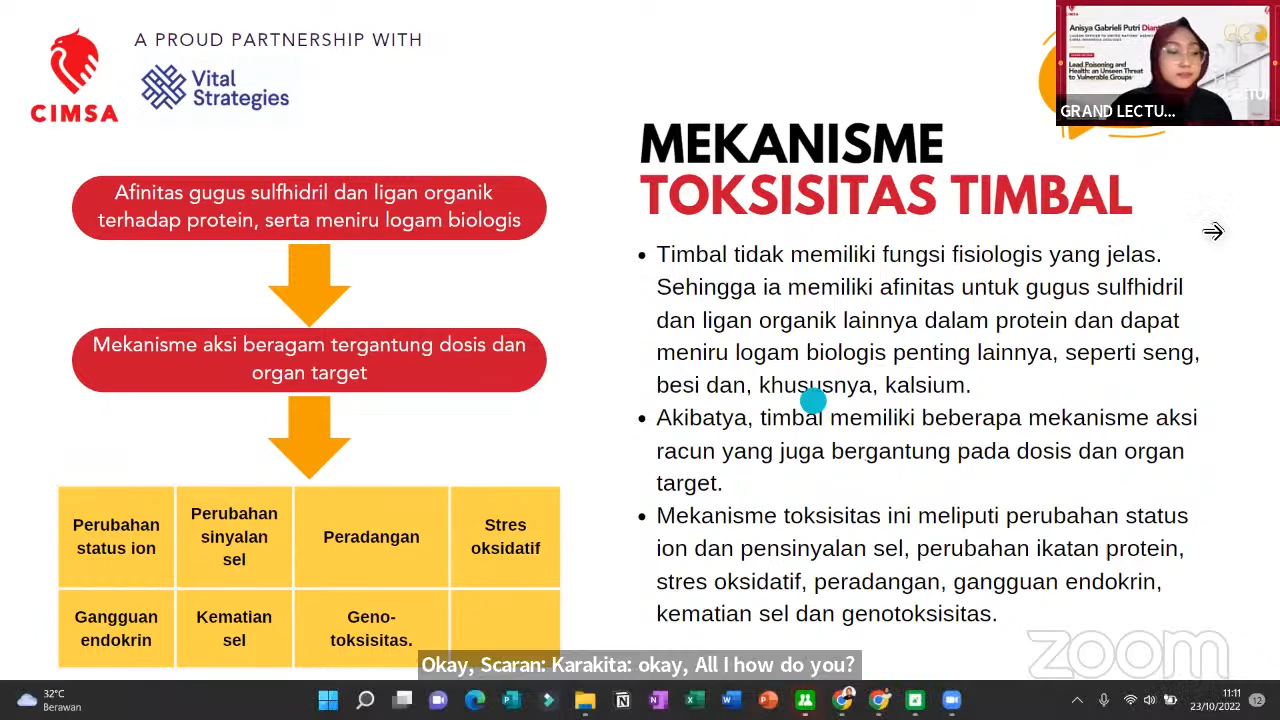 A PROUD PARTNERSHIP WITH
CIMSA
Vital
Strategies
Afinitas gugus sulfhidril dan ligan organik
terhadap protein, serta meniru logam biologis
Mekanisme aksi beragam tergantung dosis dan
organ target
Perubahan
status ion
Perubahan
sinyalan
sel
Peradangan
Stres
oksidatif
Gangguan
endokrin
Kematian
sel
Geno-
toksisitas.
MEKANISME
TOKSISITAS TIMBAL
• Timbal tidak memiliki fungsi fisiologis yang jelas.
Sehingga ia memiliki afinitas untuk gugus sulfhidril
dan ligan organik lainnya dalam protein dan dapat
meniru logam biologis penting lainnya, seperti seng,
besi dan, khususnya, kalsium.
• Akibatya, timbal memiliki beberapa mekanisme aksi
racun yang juga bergantung pada dosis dan organ
target.
• Mekanisme toksisitas ini meliputi perubahan status
ion dan pensinyalan sel, perubahan ikatan protein,
stres oksidatif, peradangan, gangguan endokrin,
kematian sel dan genotoksisitas.
Anisya Gabrieli Putri
Lead Poisoning and
Health: an Unseen Threat
to Vulnerable Groups
GRAND LECTU...
zoom
Okay, Scaran: Karakita: okay, All I how do you?
32°C
Berawan
11:11
23/10/2022
12